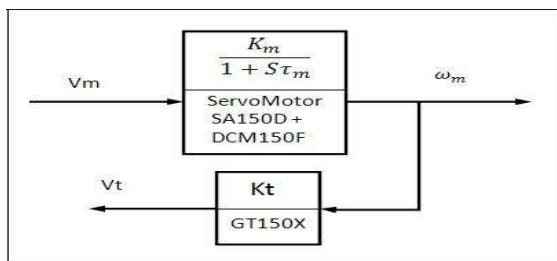 K_m
1 + Sτ_m
Vm
ω_m
ServoMotor
SA150D +
DCM150F
Vt
Kt
GT150X